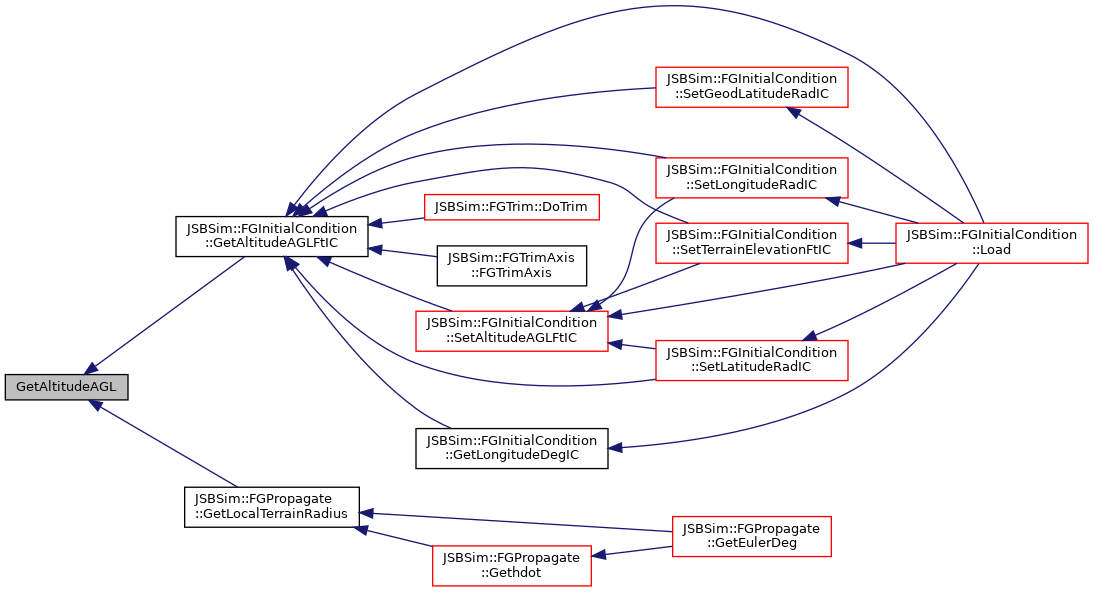 JSBSim::FGInitialCondition
::SetGeodLatitudeRadIC
JSBSim::FGInitialCondition
::SetLongitudeRadIC
JSBSim::FGTrim::DoTrim
JSBSim::FGInitialCondition
::GetAltitudeAGLFtIC
JSBSim::FGInitialCondition
::SetTerrainElevationFtIC
JSBSim::FGInitialCondition
::Load
JSBSim::FGTrimAxis
::FGTrimAxis
JSBSim::FGInitialCondition
::SetAltitudeAGLFtIC
JSBSim::FGInitialCondition
::SetLatitudeRadIC
GetAltitudeAGL
JSBSim::FGInitialCondition
::GetLongitudeDegIC
JSBSim::FGPropagate
::GetLocalTerrainRadius
JSBSim::FGPropagate
::GetEulerDeg
JSBSim::FGPropagate
::Gethdot